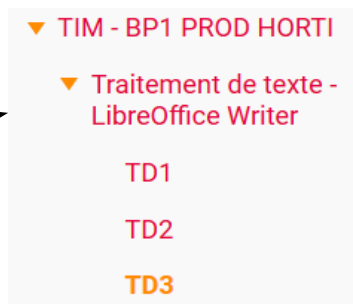 TIM - BP1 PROD HORTI
Traitement de texte -
LibreOffice Writer
TD1
TD2
TD3